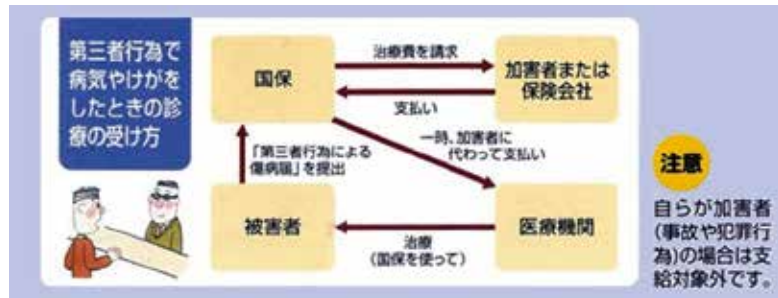 第三者行為で
病気やけがを
したときの診
療の受け方
国保
治療費を請求
支払い
加害者または
保険会社
一時、加害者に
代わって支払い
「第三者行為による
傷病届」を提出
被害者
治療
(国保を使って)
医療機関
注意
自らが加害者
(事故や犯罪行
為)の場合は支
給対象外です。